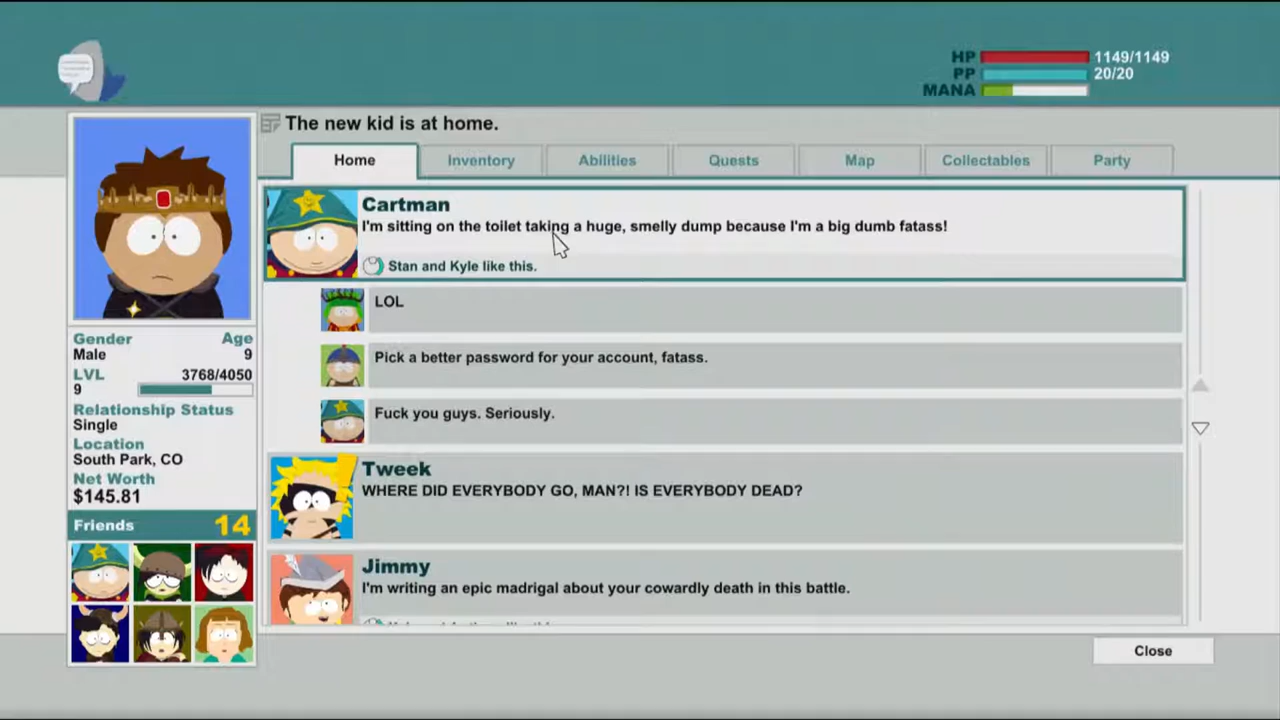 HP 1149/1149
PP 20/20
MANA
The new kid is at home.
Home Inventory Abilities Quests Map Collectables Party
Cartman
I'm sitting on the toilet taking a huge, smelly dump because I'm a big dumb fatass!
Stan and Kyle like this.
LOL
Pick a better password for your account, fatass.
Fuck you guys. Seriously.
Tweek
WHERE DID EVERYBODY GO, MAN?! IS EVERYBODY DEAD?
Jimmy
I'm writing an epic madrigal about your cowardly death in this battle.
Gender Age
Male 9
LVL 3768/4050
9
Relationship Status
Single
Location
South Park, CO
Net Worth
$145.81
Friends 14
Close